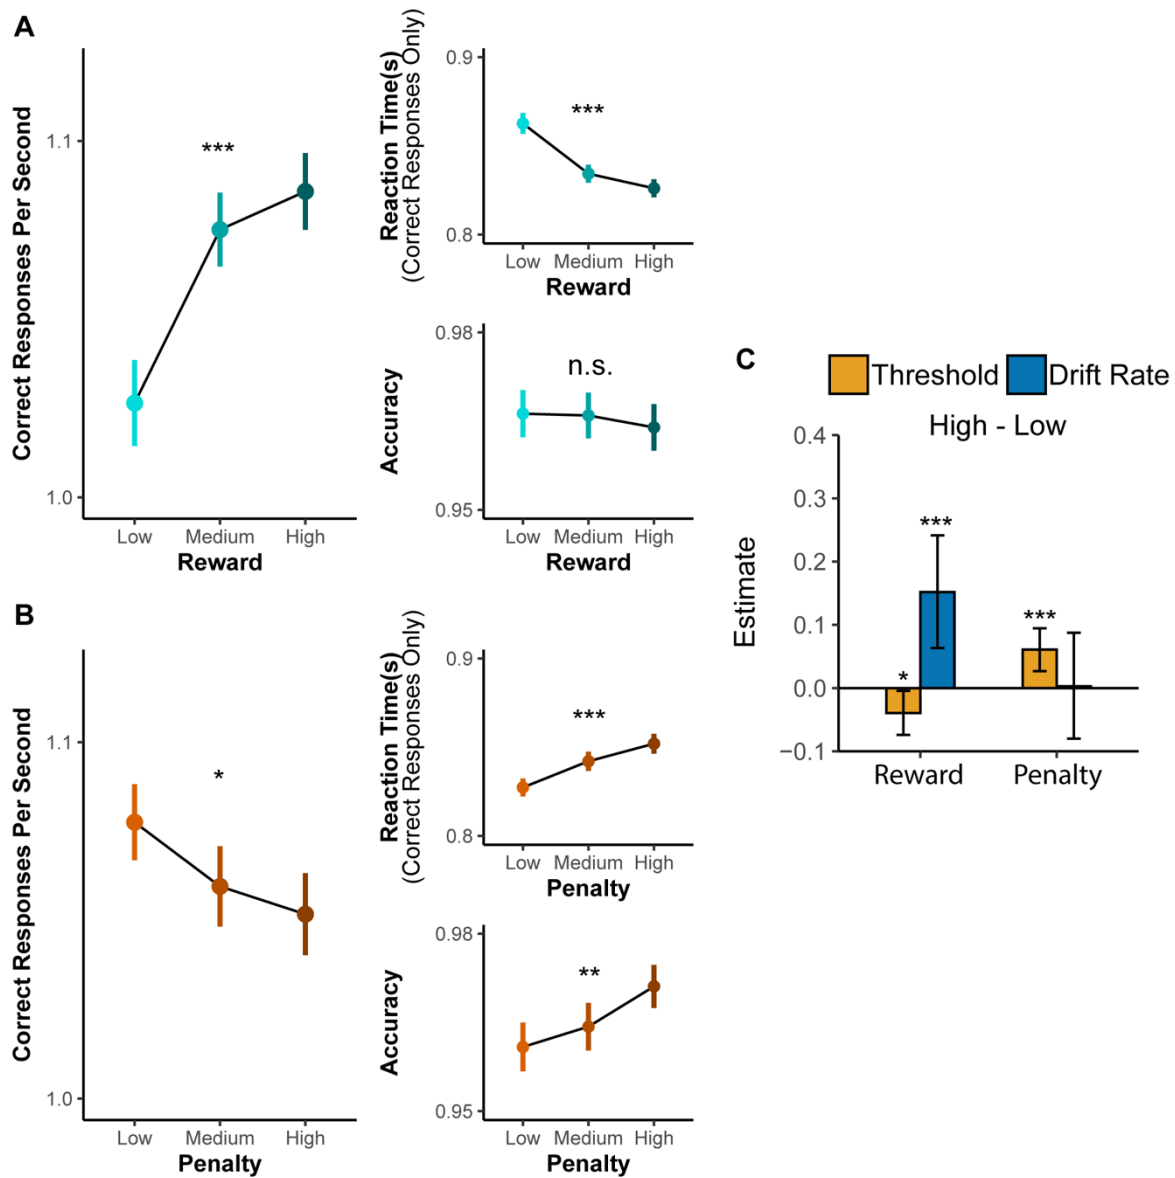 A
Correct Responses Per Second
1.1
1.0
***
Low Medium High
Reward
Reaction Time(s)
(Correct Responses Only)
0.9
0.8
***
Low Medium High
Reward
Accuracy
0.98
0.95
n.s.
Low Medium High
Reward
B
Correct Responses Per Second
1.1
1.0
*
Low Medium High
Penalty
Reaction Time(s)
(Correct Responses Only)
0.9
0.8
***
Low Medium High
Penalty
Accuracy
0.98
0.95
**
Low Medium High
Penalty
C
Threshold Drift Rate
High - Low
Estimate
0.4
0.3
0.2
0.1
0.0
−0.1
***
***
*
Reward Penalty